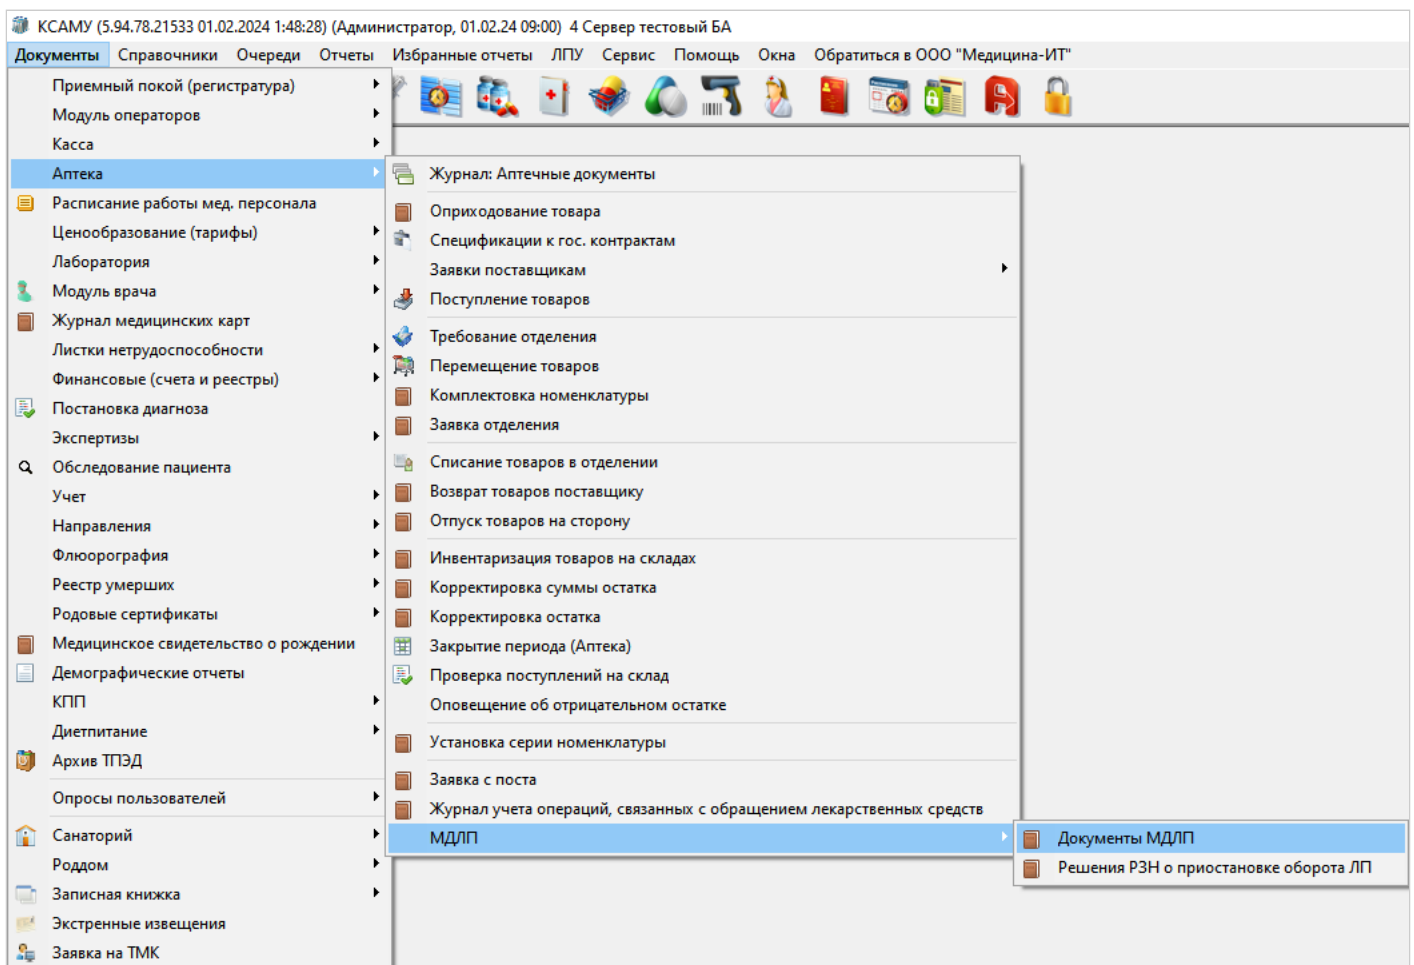 КСАМУ (5.94.78.21533 01.02.2024 1:48:28) (Администратор, 01.02.24 09:00) 4 Сервер тестовый БА
Документы Справочники Очереди Отчеты Избранные отчеты ЛПУ Сервис Помощь Окна Обратиться в ООО "Медицина-ИТ"
Приемный покой (регистратура)
Модуль операторов
Касса
Аптека
Расписание работы мед. персонала
Ценообразование (тарифы)
Лаборатория
Модуль врача
Журнал медицинских карт
Листки нетрудоспособности
Финансовые (счета и реестры)
Постановка диагноза
Экспертизы
Обследование пациента
Учет
Направления
Флюорография
Реестр умерших
Родовые сертификаты
Медицинское свидетельство о рождении
Демографические отчеты
КПП
Диетпитание
Архив ТПЭД
Опросы пользователей
Санаторий
Роддом
Записная книжка
Экстренные извещения
Заявка на ТМК
Журнал: Аптечные документы
Оприходование товара
Спецификации к гос. контрактам
Заявки поставщикам
Поступление товаров
Требование отделения
Перемещение товаров
Комплектовка номенклатуры
Заявка отделения
Списание товаров в отделении
Возврат товаров поставщику
Отпуск товаров на сторону
Инвентаризация товаров на складах
Корректировка суммы остатка
Корректировка остатка
Закрытие периода (Аптека)
Проверка поступлений на склад
Оповещение об отрицательном остатке
Установка серии номенклатуры
Заявка с поста
Журнал учета операций, связанных с обращением лекарственных средств
МДЛП
Документы МДЛП
Решения РЗН о приостановке оборота ЛП